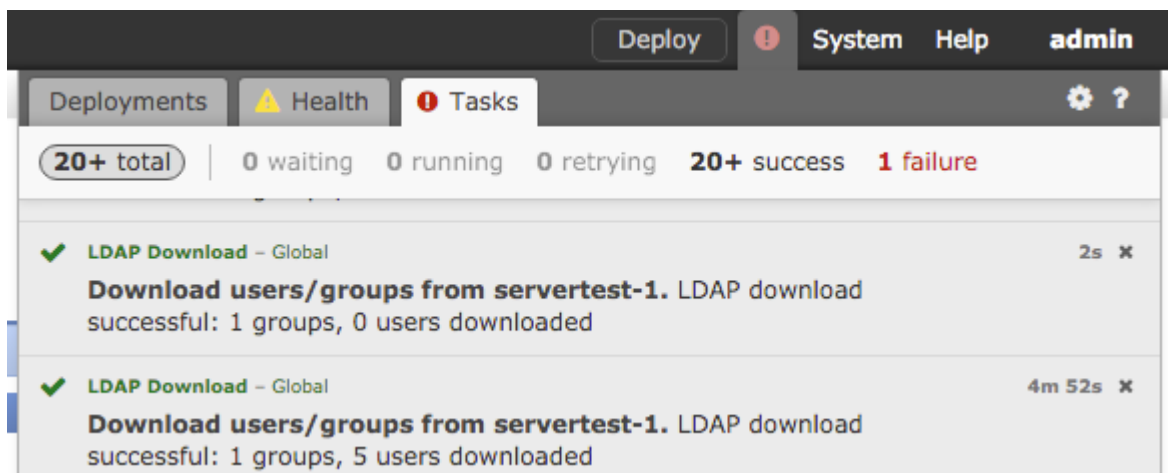 Deploy System Help admin
Deployments Health Tasks ?
20+ total 0 waiting 0 running 0 retrying 20+ success 1 failure
LDAP Download – Global 2s
Download users/groups from servertest-1. LDAP download
successful: 1 groups, 0 users downloaded
LDAP Download – Global 4m 52s
Download users/groups from servertest-1. LDAP download
successful: 1 groups, 5 users downloaded